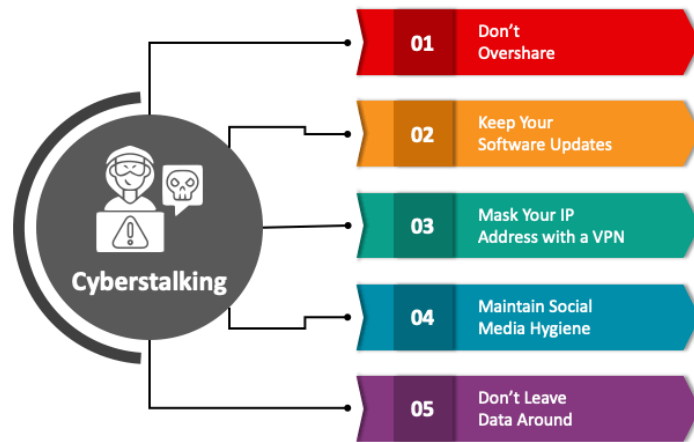 Cyberstalking
01
Don't
Overshare
02
Keep Your
Software Updates
03
Mask Your IP
Address with a VPN
04
Maintain Social
Media Hygiene
05
Don't Leave
Data Around